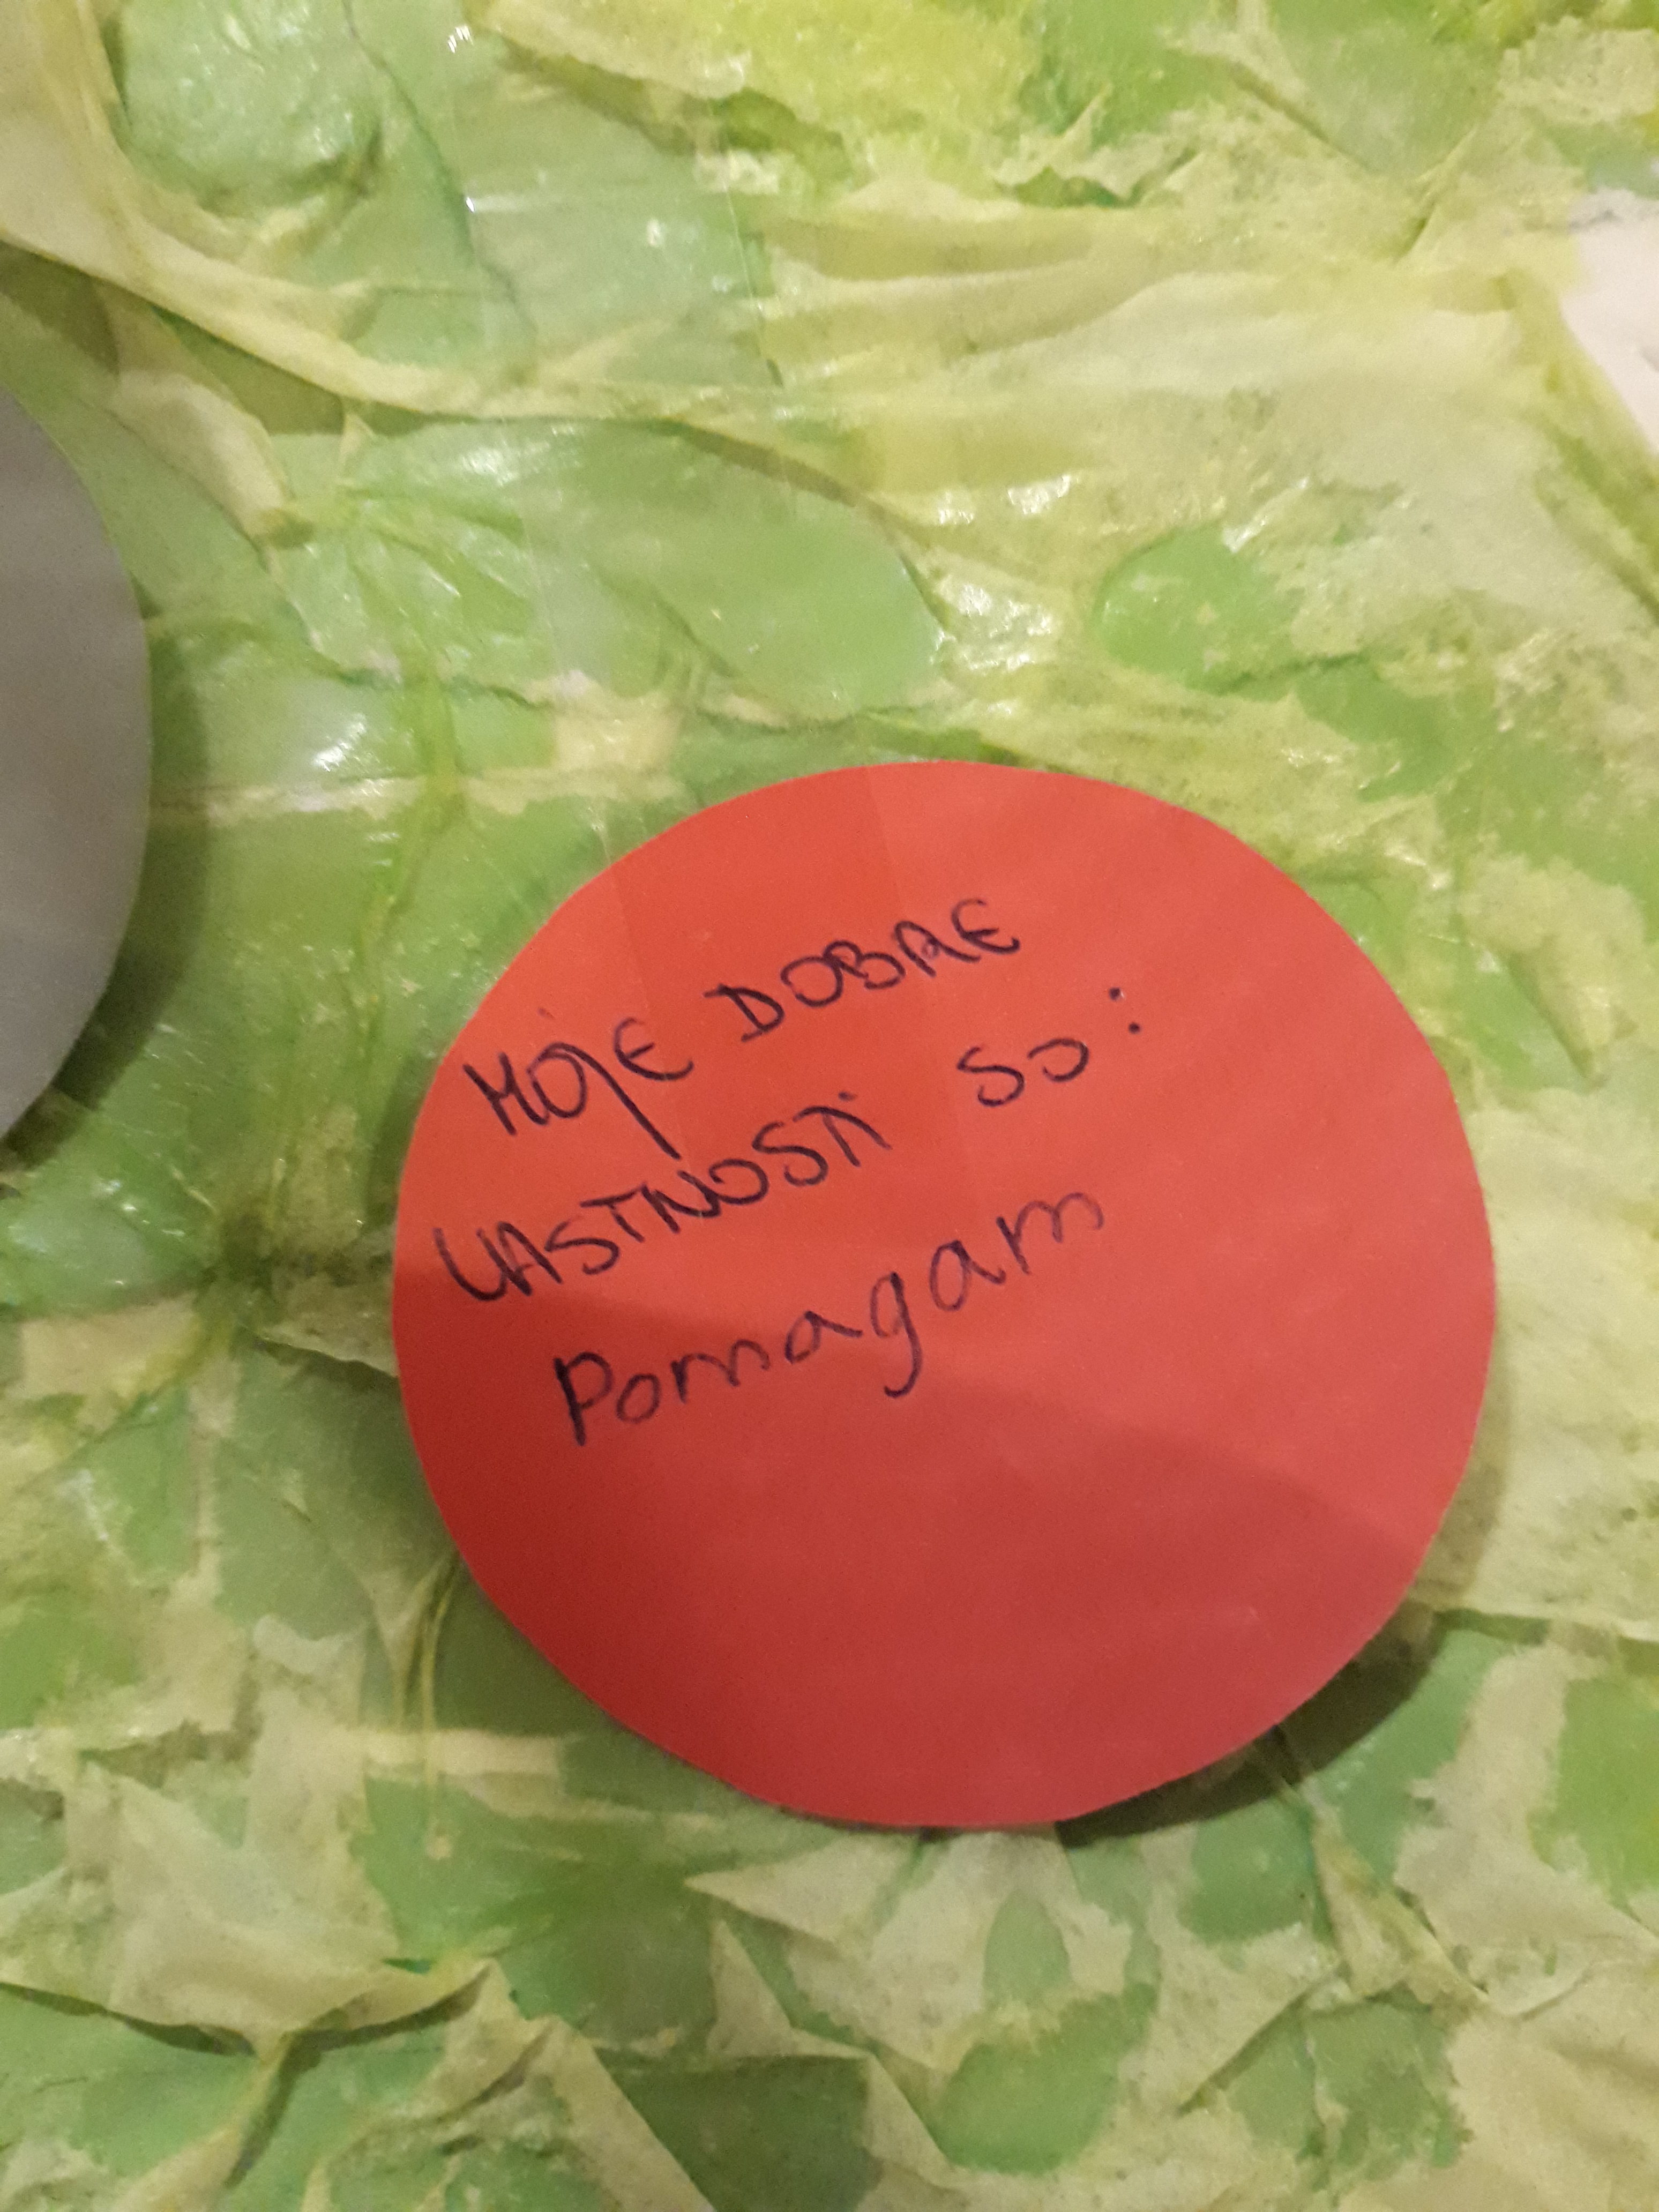 MOJE DOBRE
LASTNOSTI SO:
Pomagam